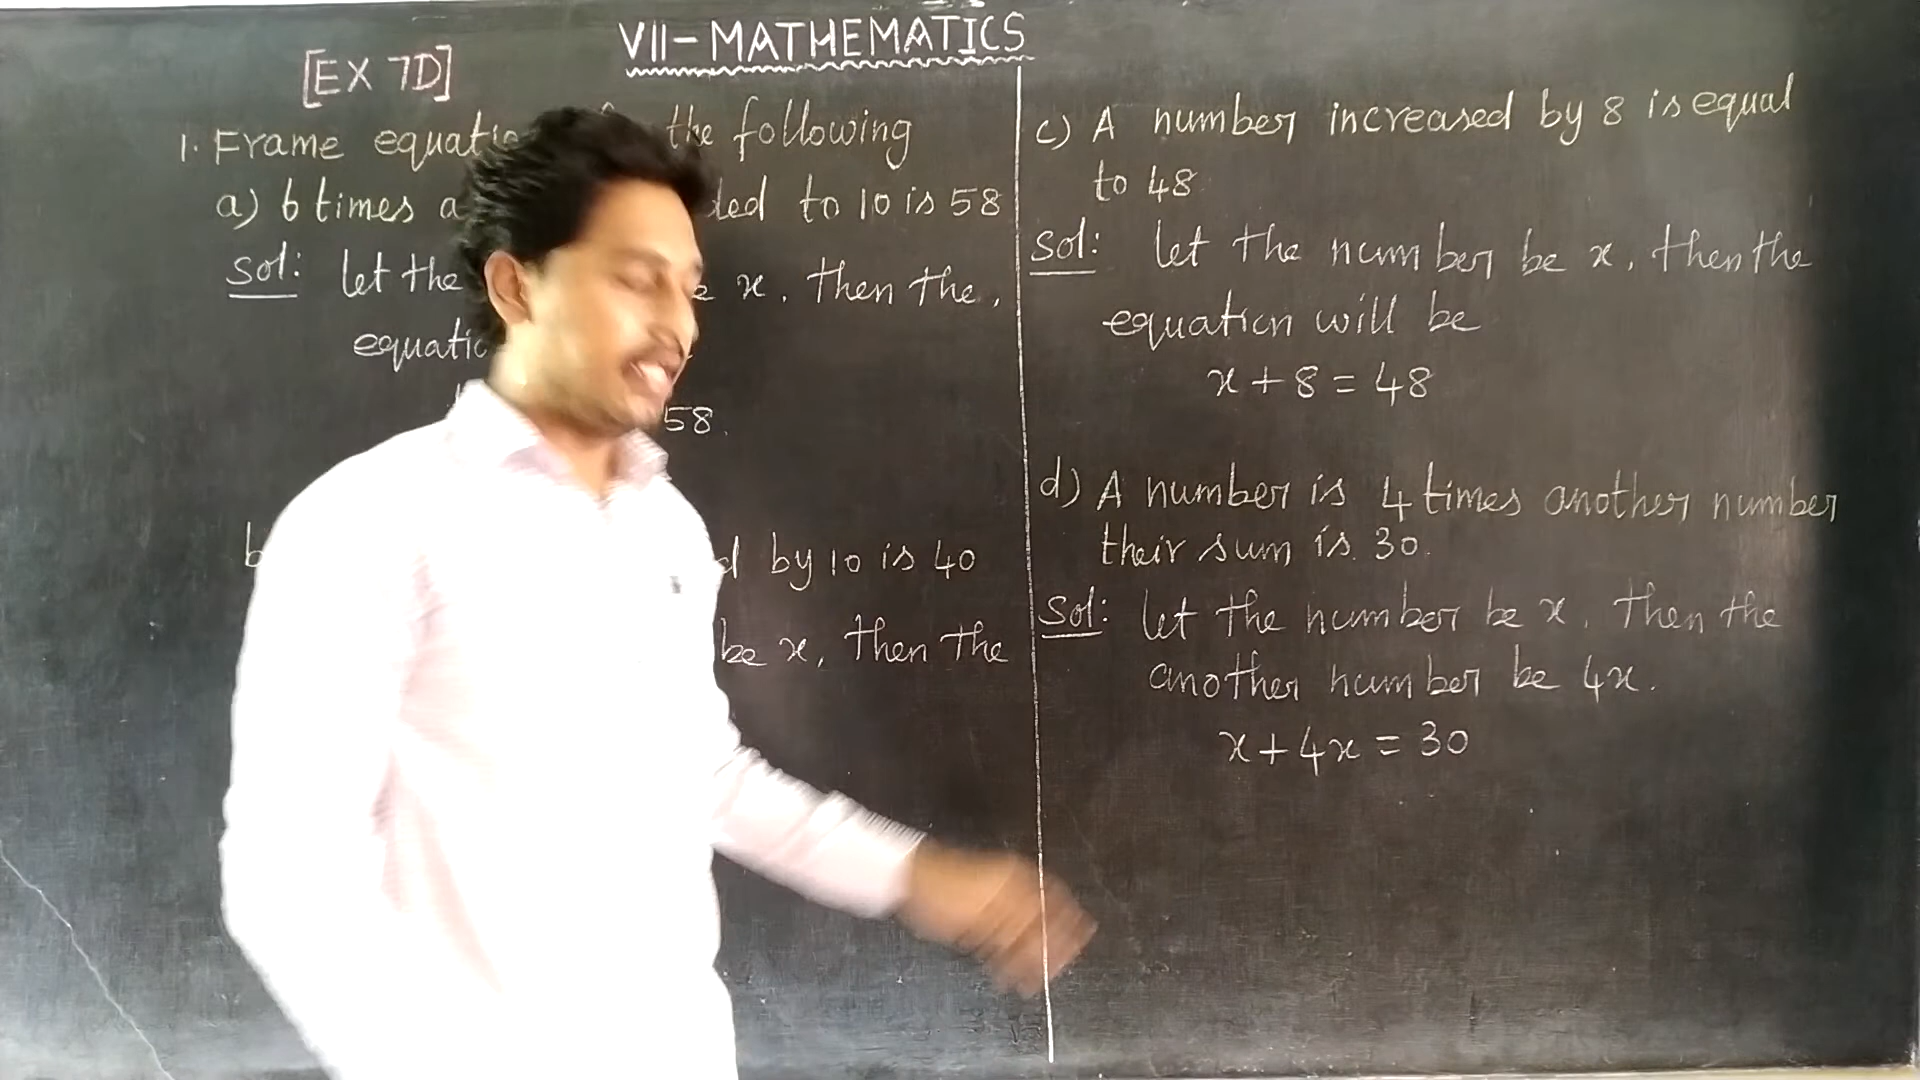 VII-MATHEMATICS
[EX 7D]
1. Frame the following
a) 6 times to 10 is 58
Sol: let the x. Then the,
58.
by 10 is 40
be x, Then the
c) A number increased by 8 is equal
to 48
Sol: let the number be x, then the
equation will be
x + 8 = 48
d) A number is 4 times another number
their sum is 30.
Sol: let the number be x. Then the
another number be 4x.
x + 4x = 30